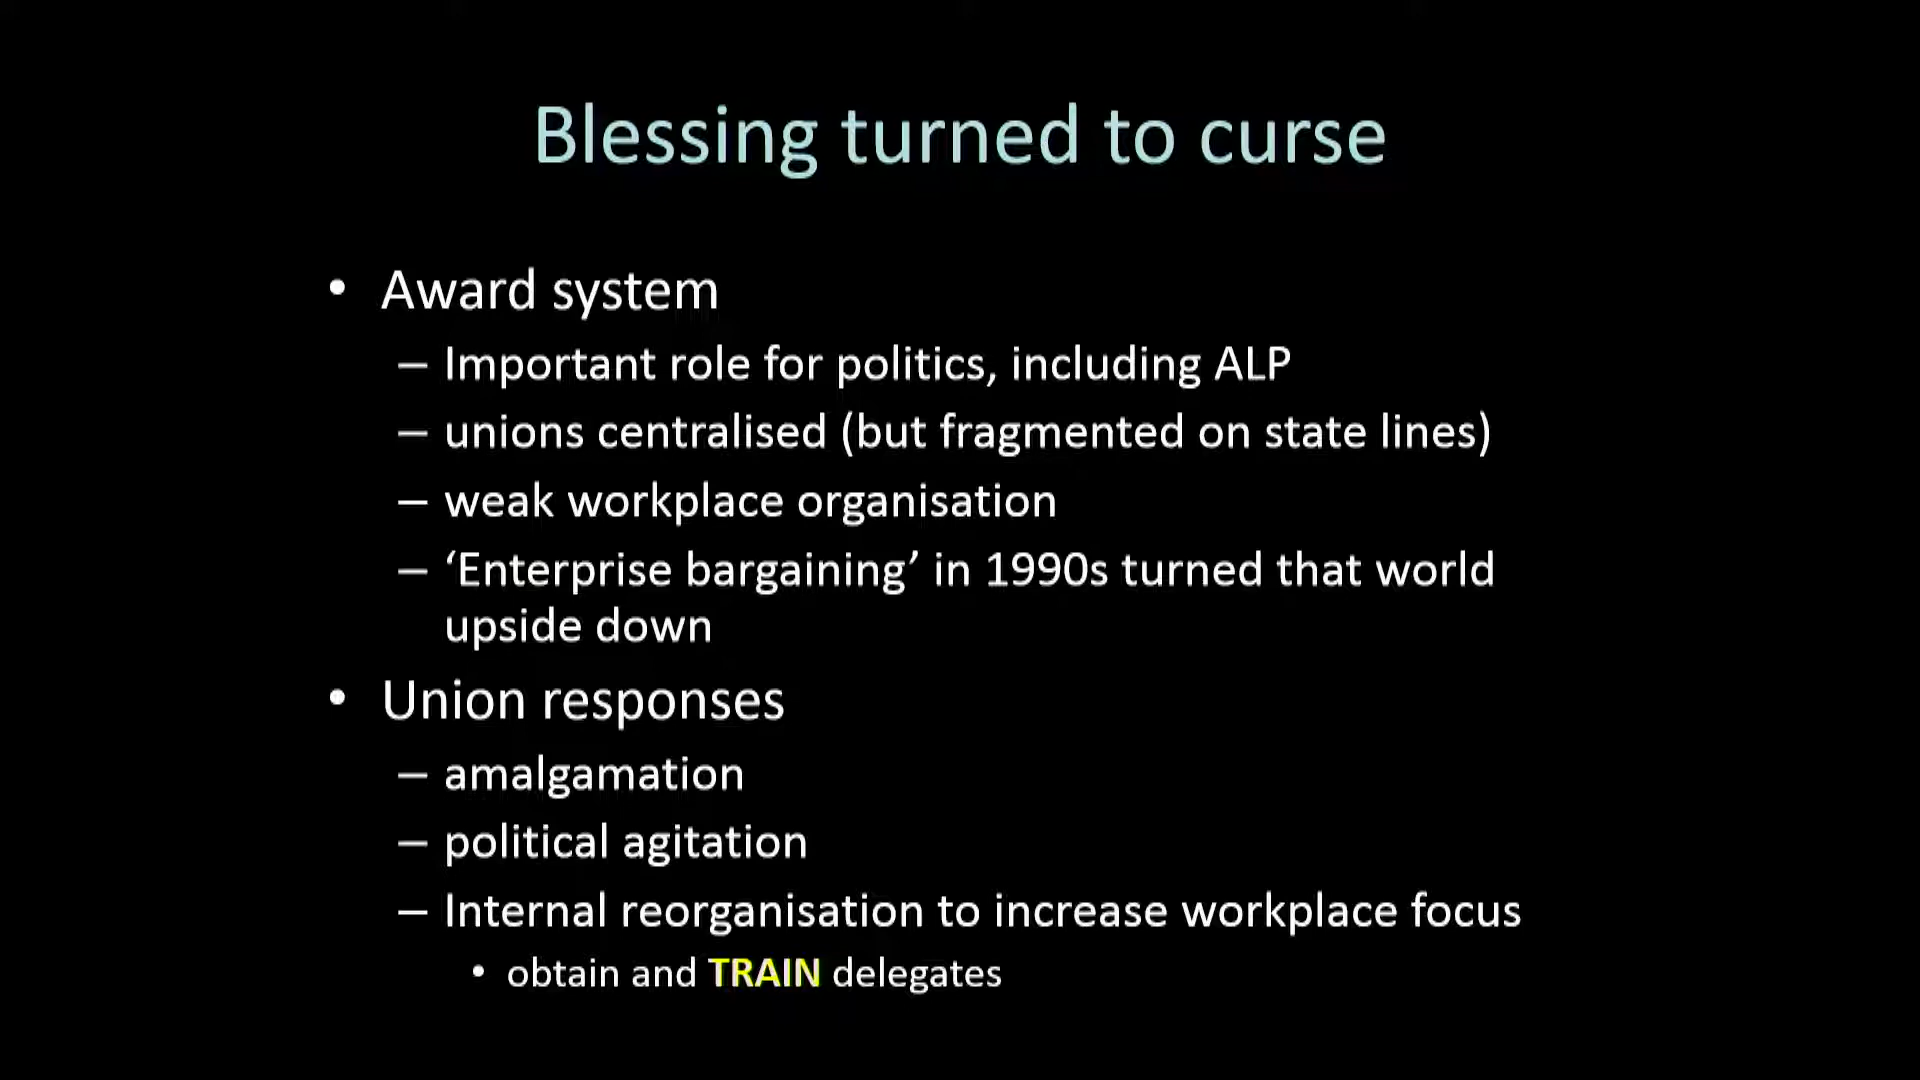 Blessing turned to curse
• Award system
– Important role for politics, including ALP
– unions centralised (but fragmented on state lines)
– weak workplace organisation
– ‘Enterprise bargaining’ in 1990s turned that world
upside down
• Union responses
– amalgamation
– political agitation
– Internal reorganisation to increase workplace focus
• obtain and TRAIN delegates